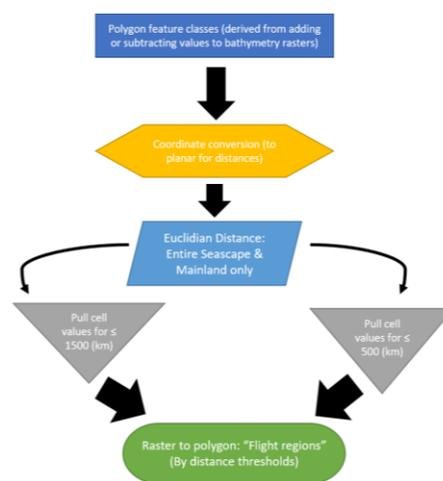 Polygon feature classes (derived from adding
or subtracting values to bathymetry rasters)
Coordinate conversion (to
planar for distances)
Euclidian Distance:
Entire Seascape &
Mainland only
Pull cell
values for ≤
1500 (km)
Pull cell
values for ≤
500 (km)
Raster to polygon: “Flight regions”
(By distance thresholds)